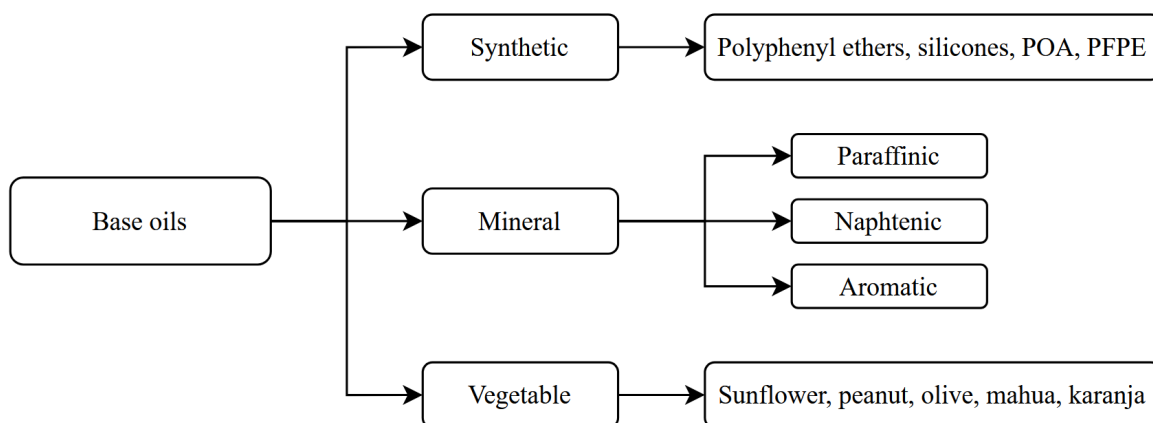 Synthetic
Polyphenyl ethers, silicones, POA, PFPE
Paraffinic
Base oils
Mineral
Naphtenic
Aromatic
Vegetable
Sunflower, peanut, olive, mahua, karanja